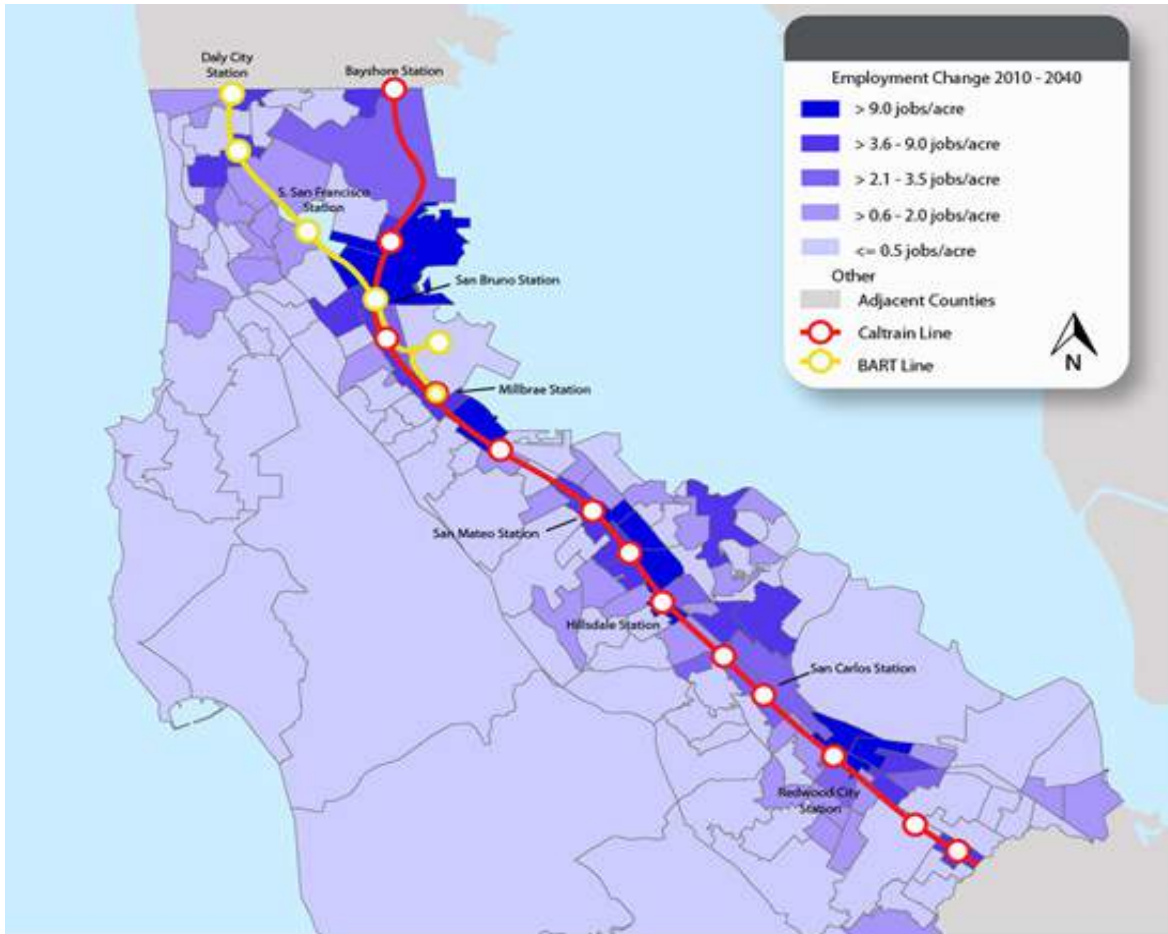 Daly City
Station
Bayshore Station
Employment Change 2010 - 2040
> 9.0 jobs/acre
> 3.6 - 9.0 jobs/acre
> 2.1 - 3.5 jobs/acre
> 0.6 - 2.0 jobs/acre
<= 0.5 jobs/acre
Other
Adjacent Counties
Caltrain Line
BART Line
N
S. San Francisco
Station
San Bruno Station
Millbrae Station
San Mateo Station
Hillsdale Station
San Carlos Station
Redwood City
Station